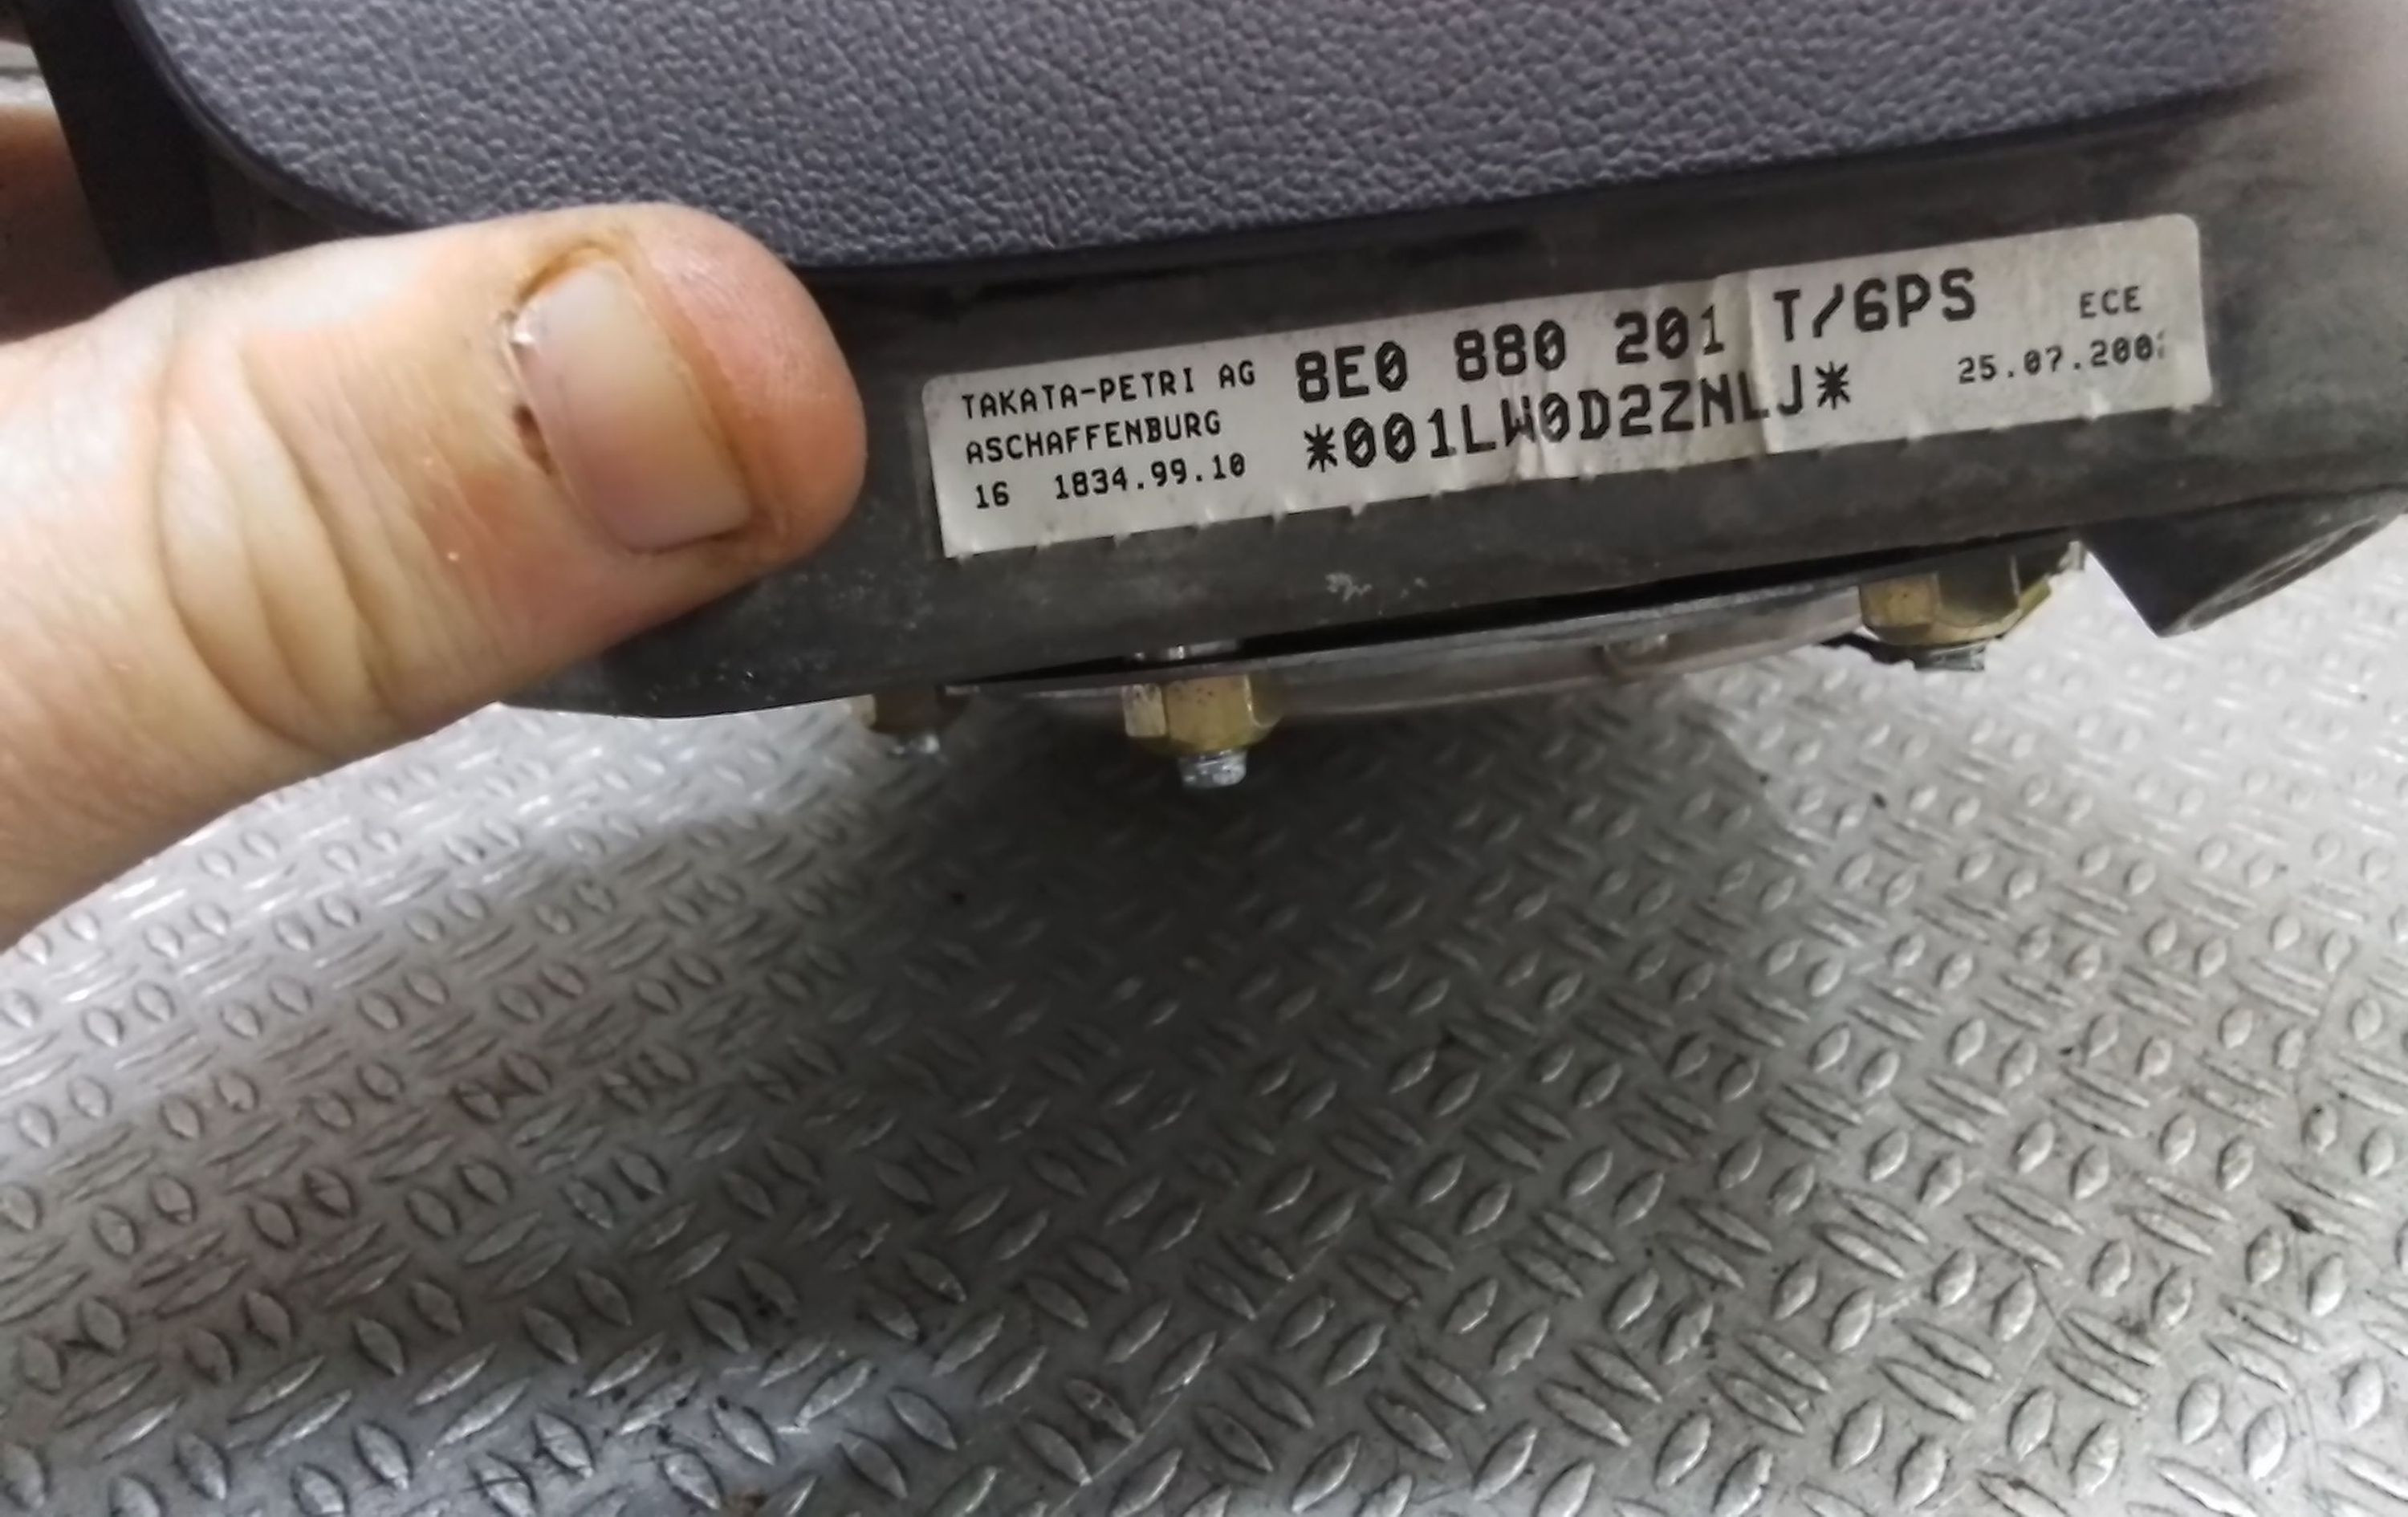 TAKATA-PETRI AG
ASCHAFFENBURG
16 1834.99.10
8E0 880 201 T/6PS
*001LW0D2ZNLJ*
ECE